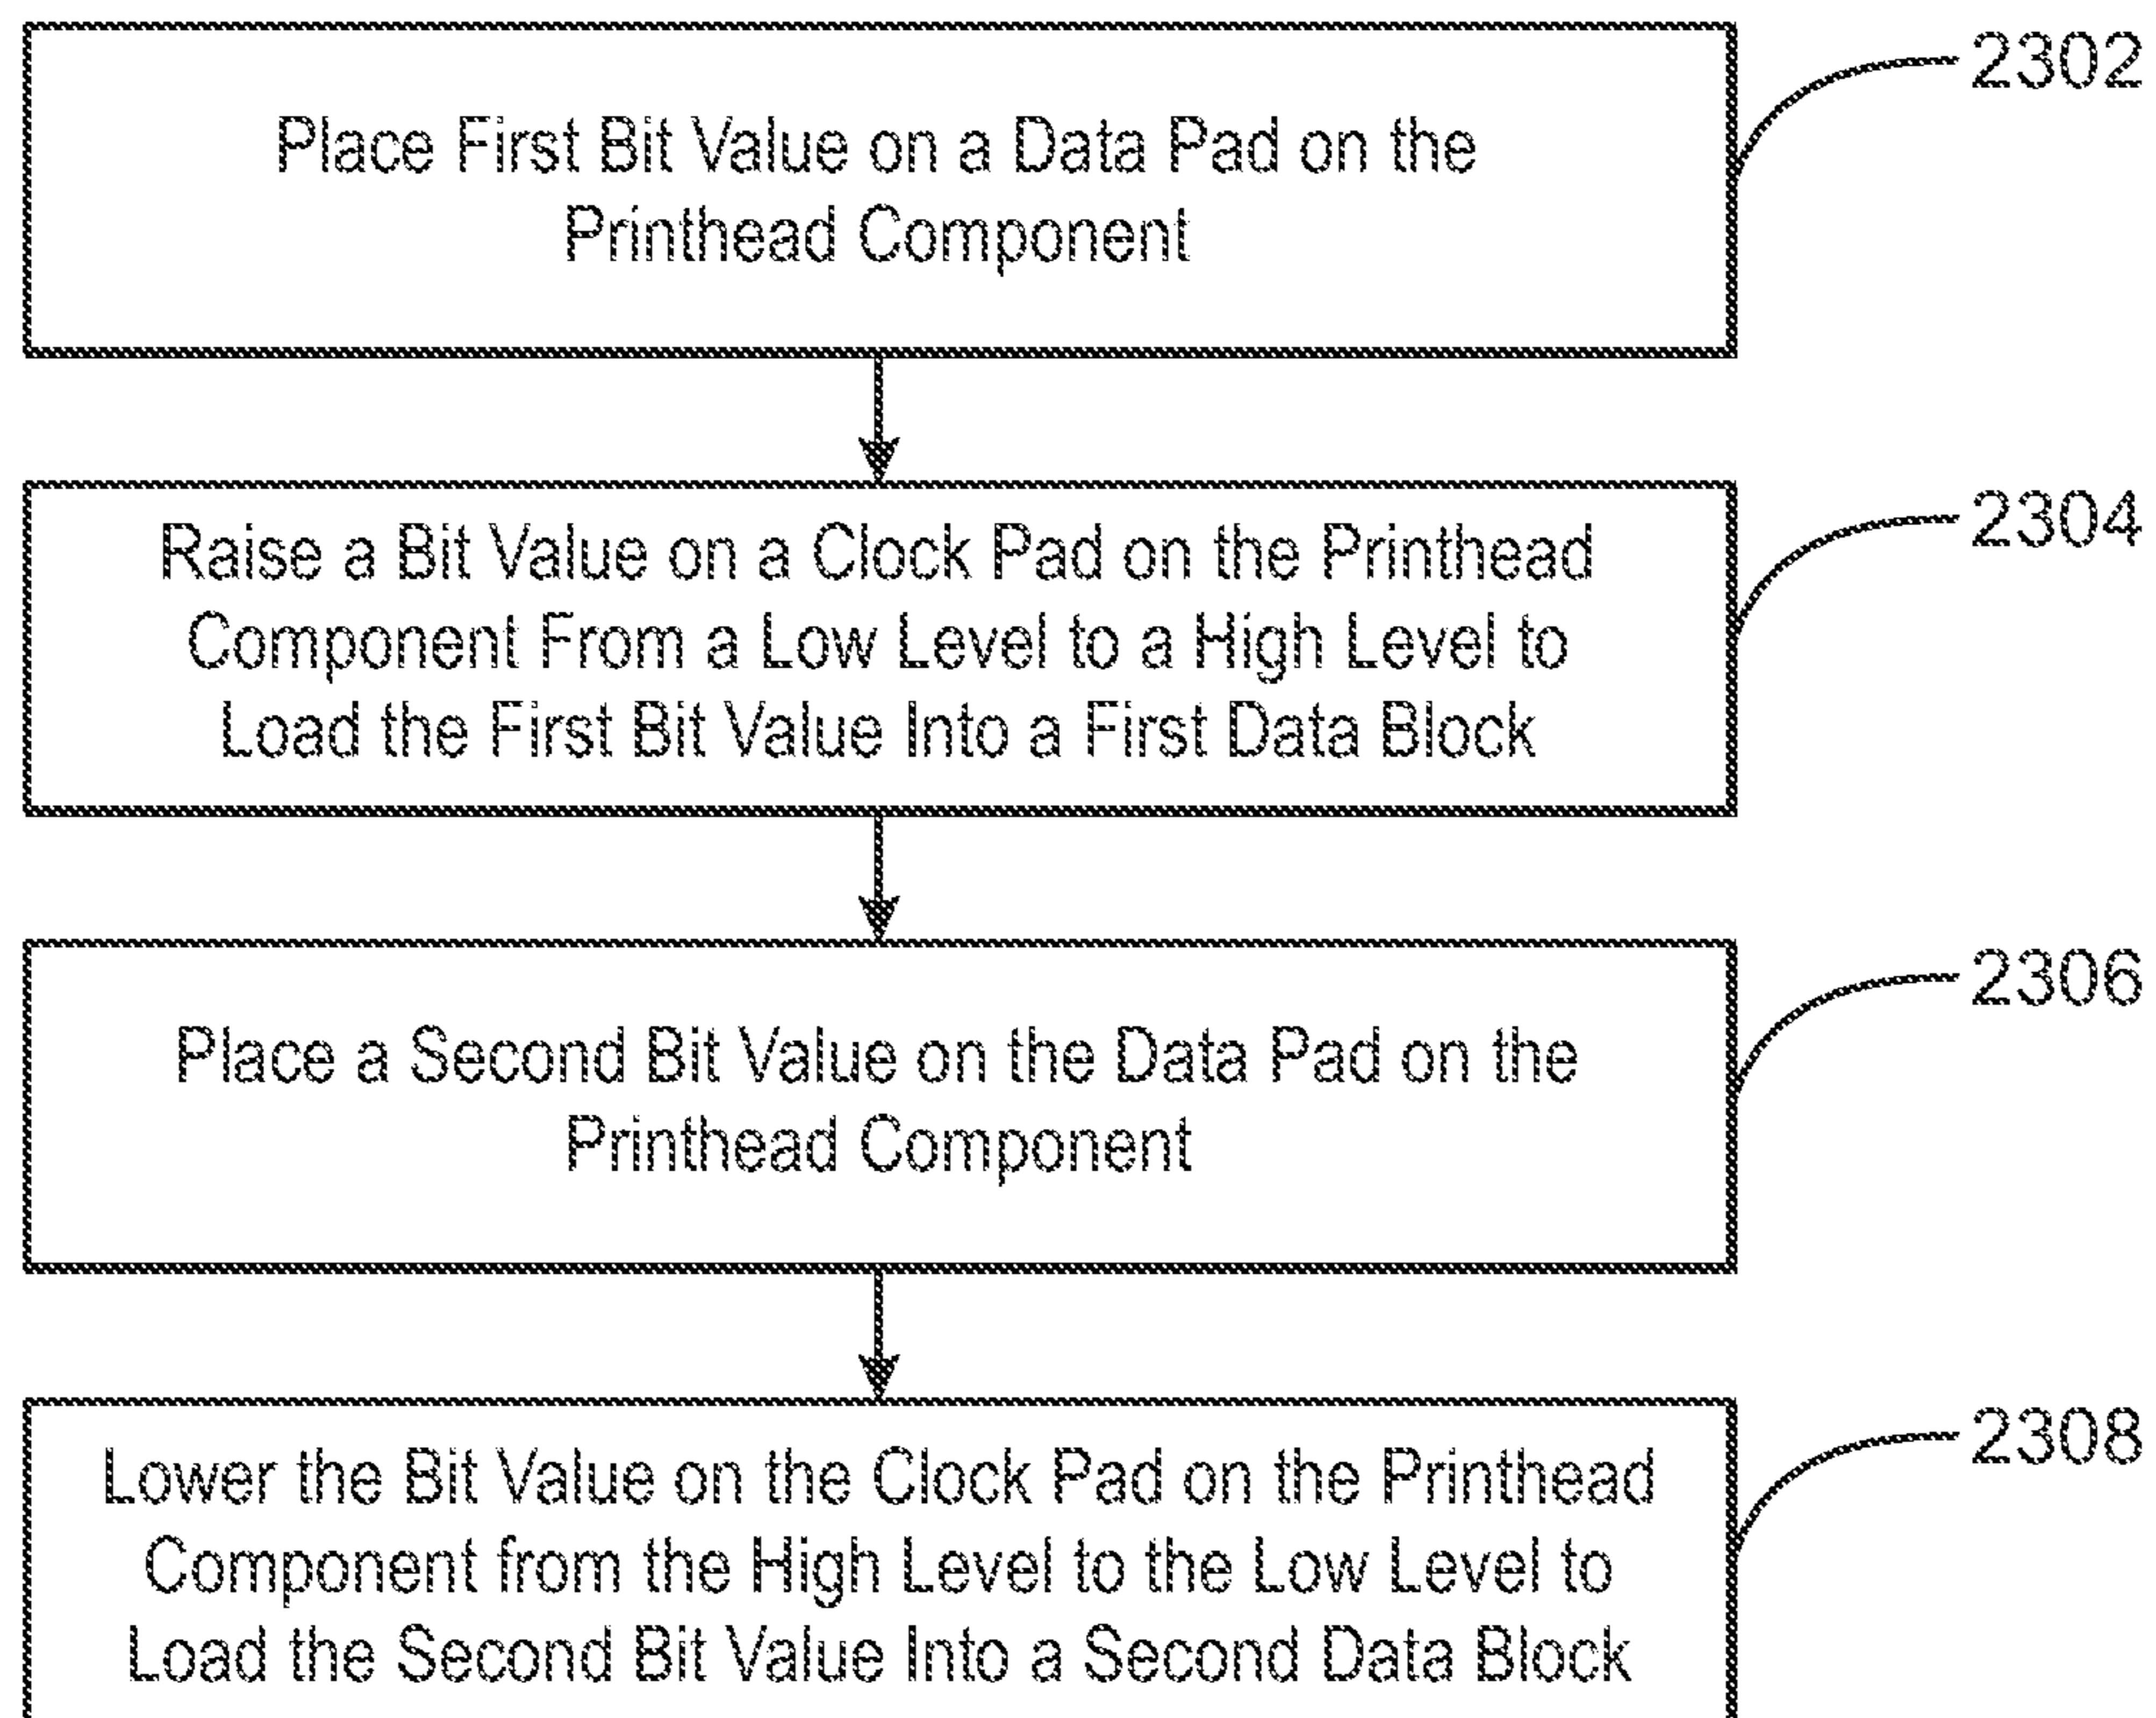 Place First Bit Value on a Data Pad on the
Printhead Component
2302
Raise a Bit Value on a Clock Pad on the Printhead
Component From a Low Level to a High Level to
Load the First Bit Value Into a First Data Block
2304
Place a Second Bit Value on the Data Pad on the
Printhead Component
2306
Lower the Bit Value on the Clock Pad on the Printhead
Component from the High Level to the Low Level to
Load the Second Bit Value Into a Second Data Block
2308